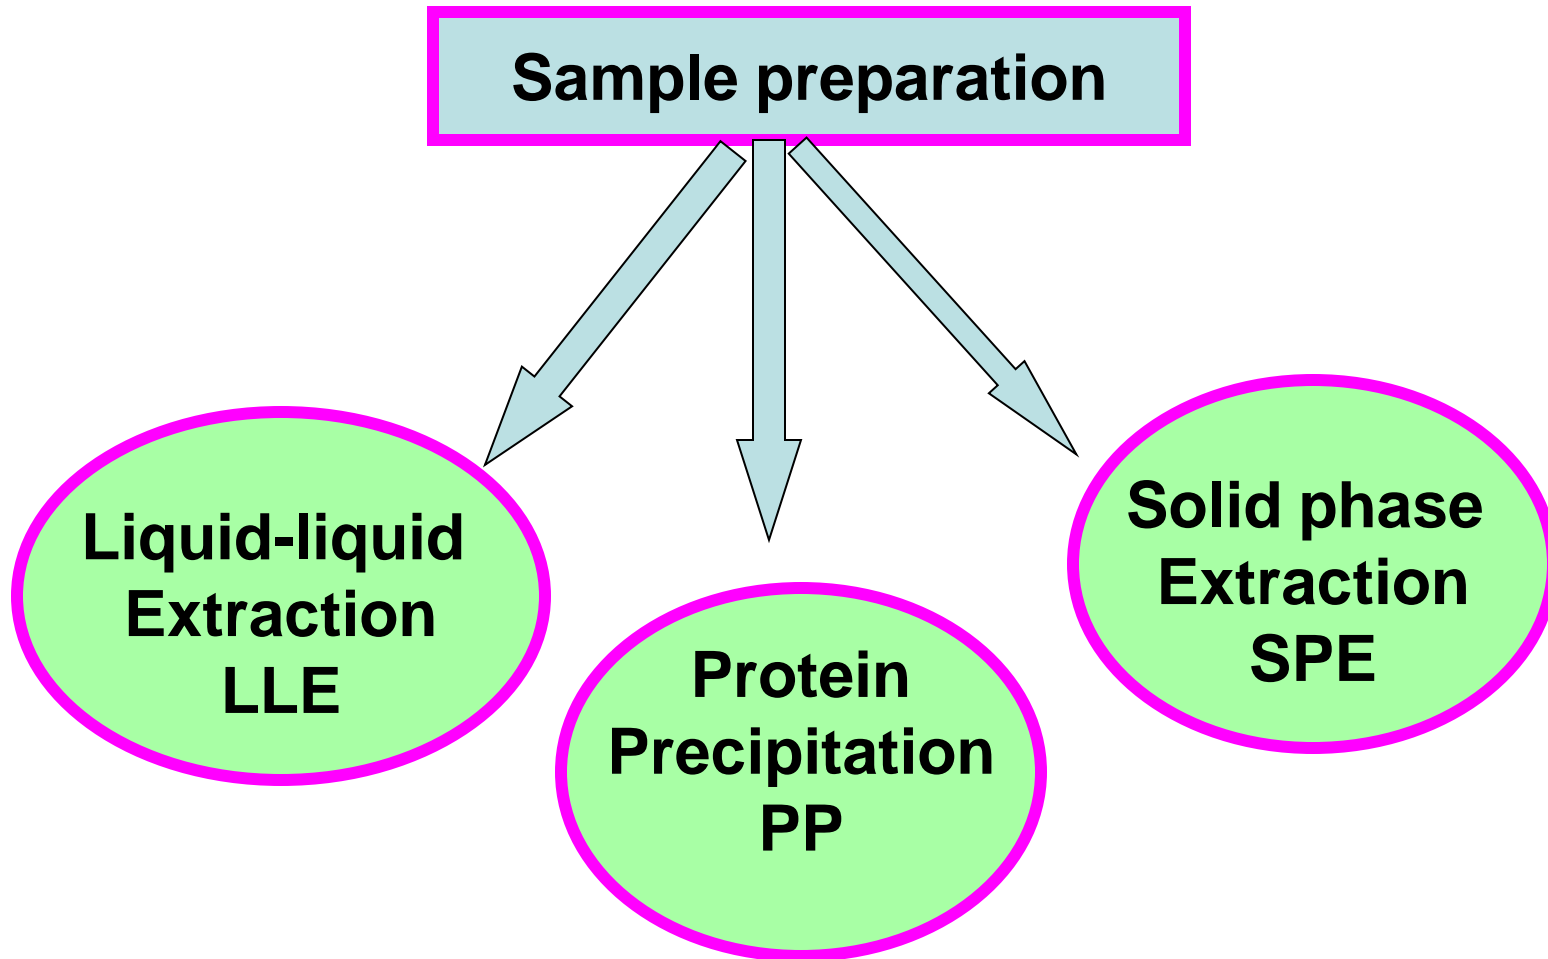 Sample preparation
Liquid-liquid
Extraction
LLE
Protein
Precipitation
PP
Solid phase
Extraction
SPE